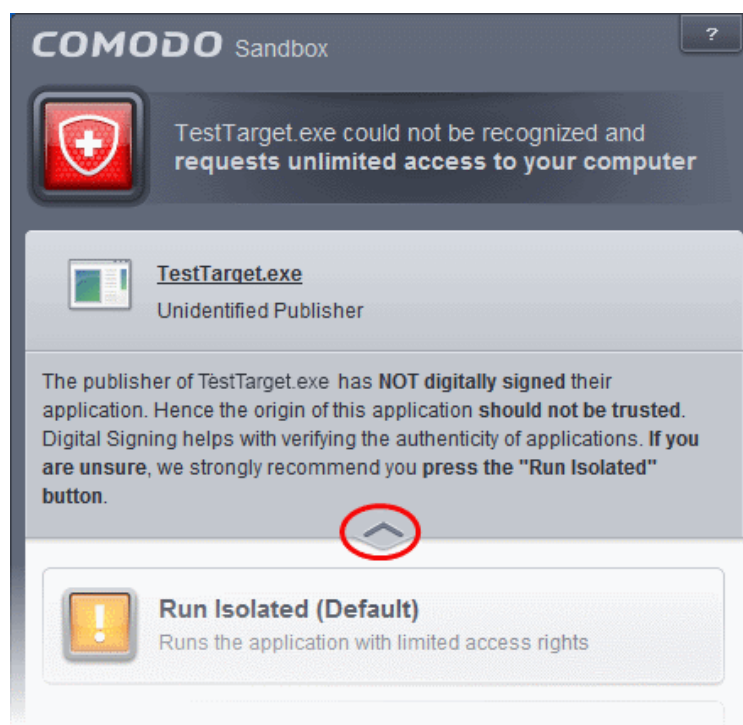 COMODO Sandbox
?
TestTarget.exe could not be recognized and
requests unlimited access to your computer
TestTarget.exe
Unidentified Publisher
The publisher of TestTarget.exe has NOT digitally signed their
application. Hence the origin of this application should not be trusted.
Digital Signing helps with verifying the authenticity of applications. If you
are unsure, we strongly recommend you press the "Run Isolated"
button.
Run Isolated (Default)
Runs the application with limited access rights